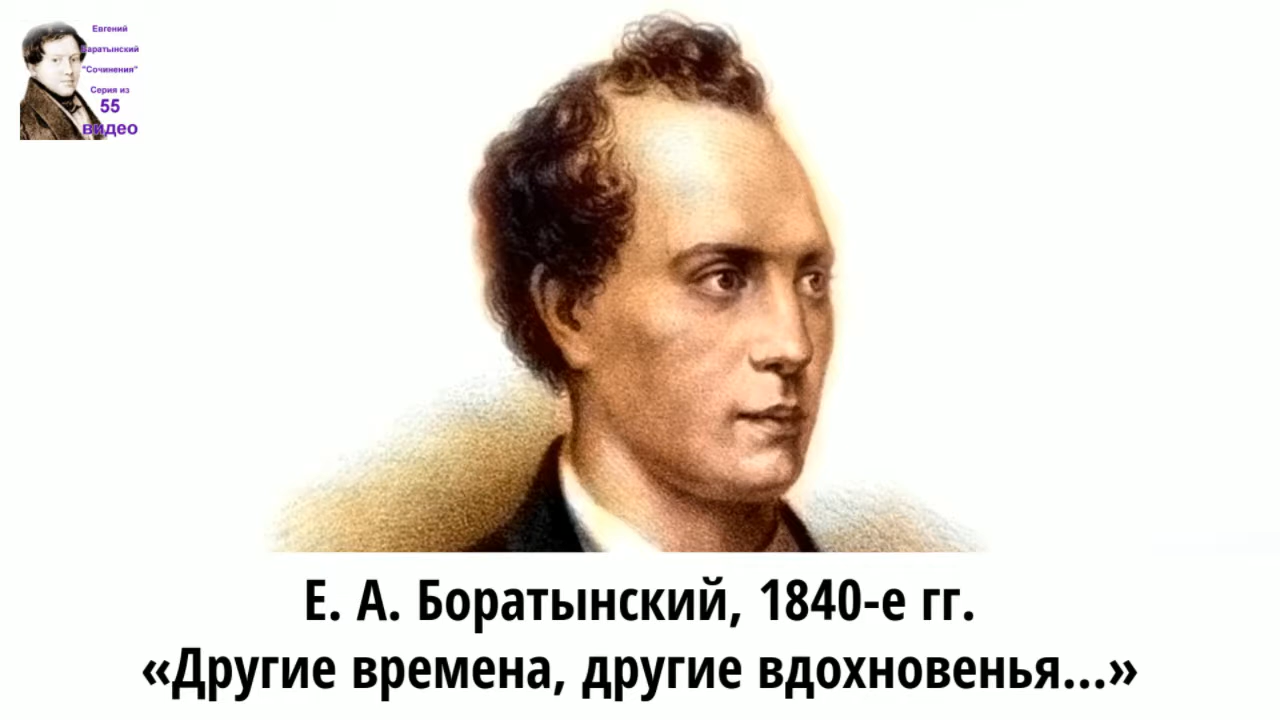 Евгений
Баратынский
"Сочинения"
Серия из
55
видео
Е. А. Боратынский, 1840-е гг.
«Другие времена, другие вдохновенья...»